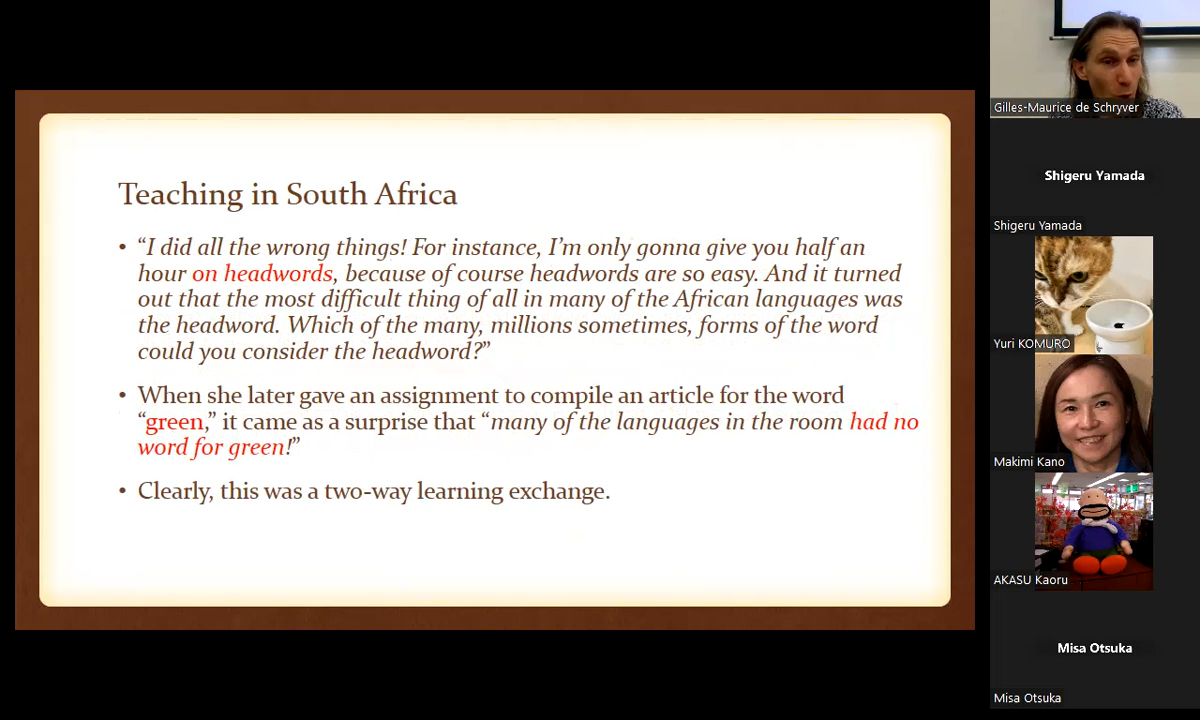 Teaching in South Africa
• “I did all the wrong things! For instance, I’m only gonna give you half an
hour on headwords, because of course headwords are so easy. And it turned
out that the most difficult thing of all in many of the African languages was
the headword. Which of the many, millions sometimes, forms of the word
could you consider the headword?”
• When she later gave an assignment to compile an article for the word
“green,” it came as a surprise that “many of the languages in the room had no
word for green!”
• Clearly, this was a two-way learning exchange.
Gilles-Maurice de Schryver
Shigeru Yamada
Shigeru Yamada
Yuri KOMURO
Makimi Kano
AKASU Kaoru
Misa Otsuka
Misa Otsuka